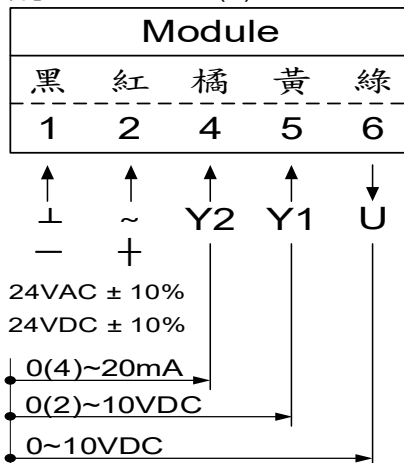 Module
黑 紅 橘 黃 綠
1 2 4 5 6
⊥ ~ Y2 Y1 U
− +
24VAC ± 10%
24VDC ± 10%
0(4)~20mA
0(2)~10VDC
0~10VDC